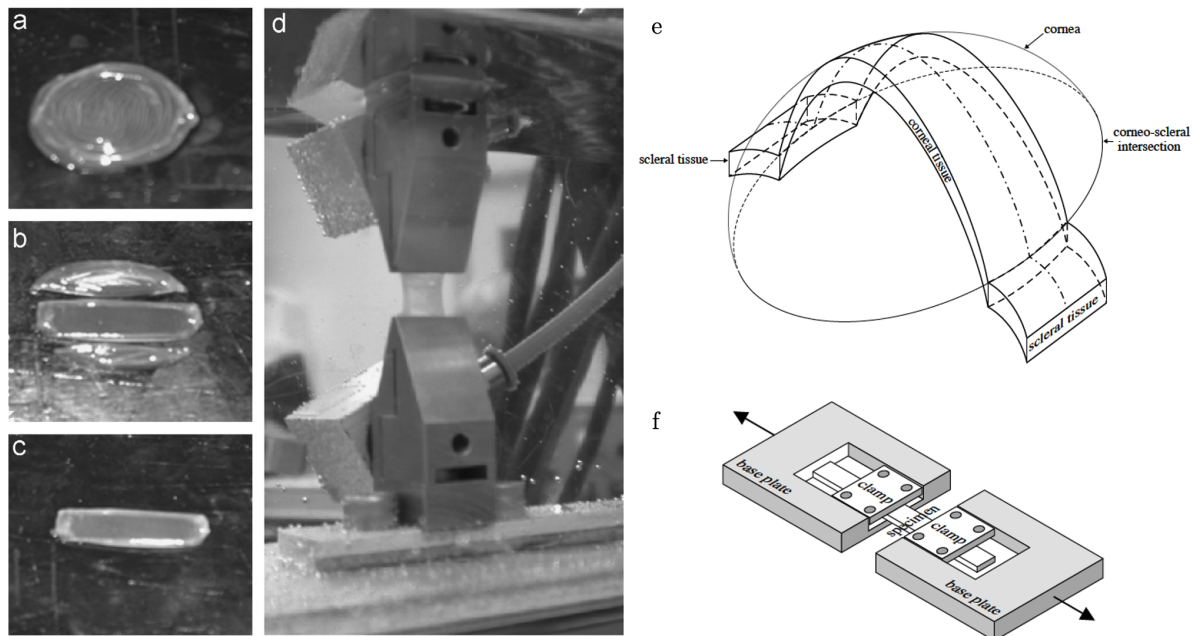 a
b
c
d
e
cornea
corneal tissue
scleral tissue
corneo-scleral
intersection
scleral tissue
f
base plate
clamp
specimen
clamp
base plate